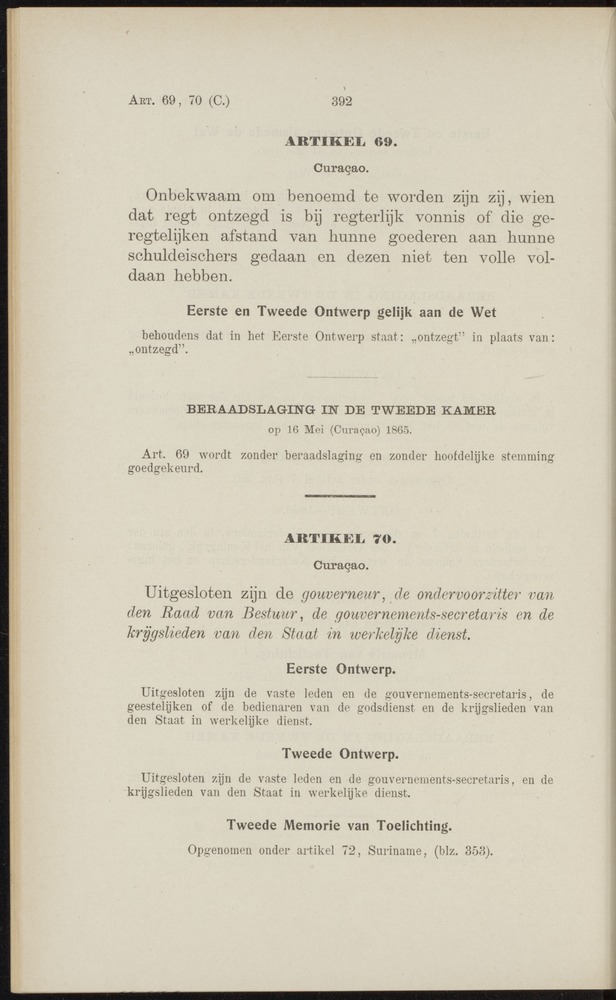 ART. 69, 70 (C.) 392
ARTIKEL 69.
Curaçao.
Onbekwaam om benoemd te worden zijn zij, wien
dat regt ontzegd is bij regterlijk vonnis of die ge-
regtelijken afstand van hunne goederen aan hunne
schuldeischers gedaan en dezen niet ten volle vol-
daan hebben.
Eerste en Tweede Ontwerp gelijk aan de Wet
behoudens dat in het Eerste Ontwerp staat: „ontzegt” in plaats van:
„ontzegd”.
BERAADSLAGING IN DE TWEEDE KAMER
op 16 Mei (Curaçao) 1865.
Art. 69 wordt zonder beraadslaging en zonder hoofdelijke stemming
goedgekeurd.
ARTIKEL 70.
Curaçao.
Uitgesloten zijn de gouverneur, de ondervoorzitter van
den Raad van Bestuur, de gouvernements-secretaris en de
krijgslieden van den Staat in werkelijke dienst.
Eerste Ontwerp.
Uitgesloten zijn de vaste leden en de gouvernements-secretaris, de
geestelijken of de bedienaren van de godsdienst en de krijgslieden van
den Staat in werkelijke dienst.
Tweede Ontwerp.
Uitgesloten zijn de vaste leden en de gouvernements-secretaris, en de
krijgslieden van den Staat in werkelijke dienst.
Tweede Memorie van Toelichting.
Opgenomen onder artikel 72, Suriname, (blz. 353).